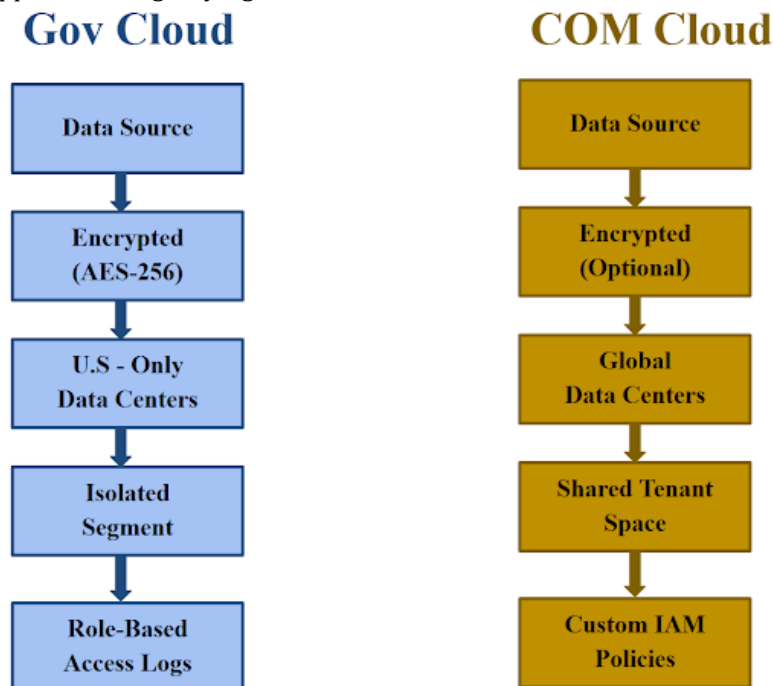 Gov Cloud
COM Cloud
Data Source
Encrypted
(AES-256)
U.S - Only
Data Centers
Isolated
Segment
Role-Based
Access Logs
Data Source
Encrypted
(Optional)
Global
Data Centers
Shared Tenant
Space
Custom IAM
Policies